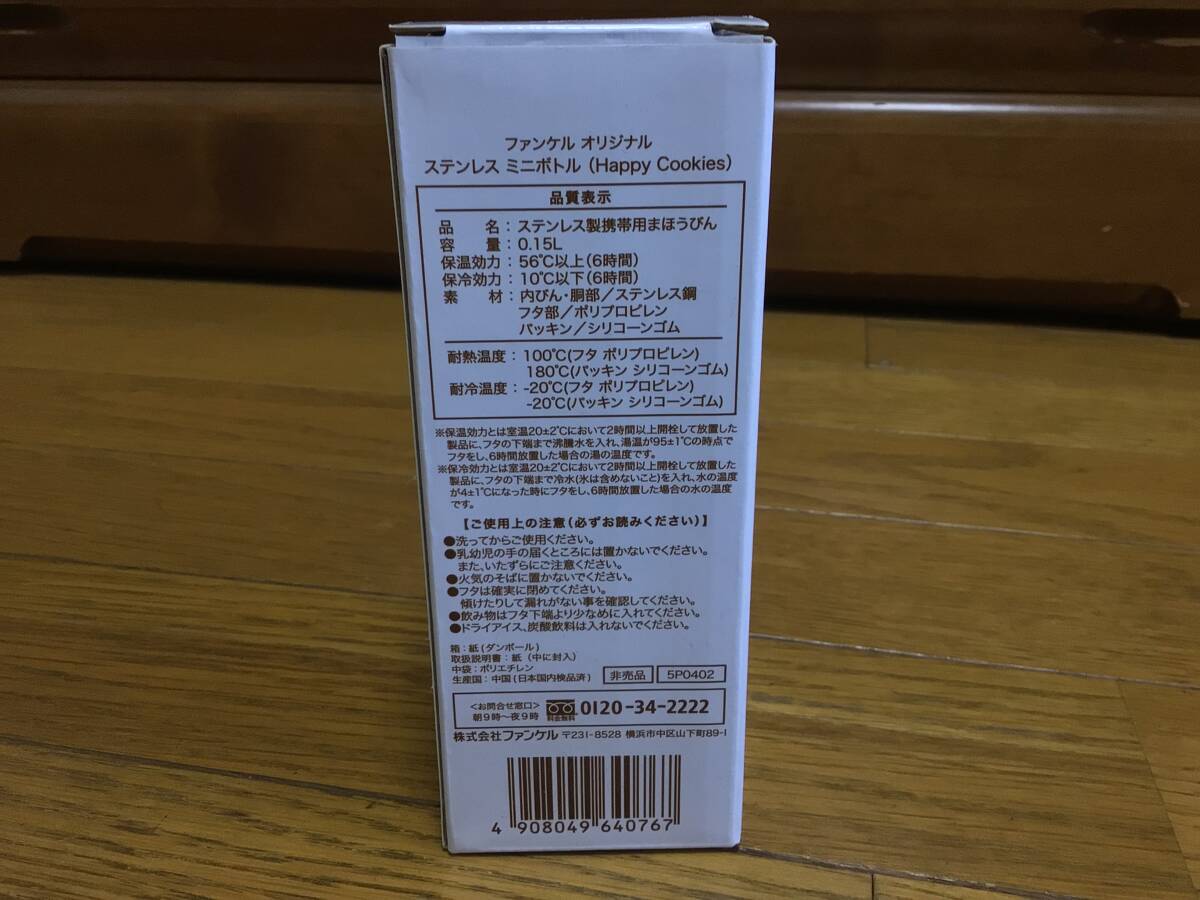 ファンケル オリジナル
ステンレス ミニボトル（Happy Cookies）
品質表示
品名：ステンレス製携帯用まほうびん
容量：0.15L
保温効力：56℃以上（6時間）
保冷効力：10℃以下（6時間）
素材：内びん・胴部／ステンレス鋼
フタ部／ポリプロピレン
パッキン／シリコーンゴム
耐熱温度：100℃(フタ ポリプロピレン)
180℃(パッキン シリコーンゴム)
耐冷温度：-20℃(フタ ポリプロピレン)
-20℃(パッキン シリコーンゴム)
※保温効力とは室温20±2℃において2時間以上開栓して放置した
製品に、フタの下端まで沸騰水を入れ、湯温が95±1℃の時点で
フタをし、6時間放置した場合の湯の温度です。
※保冷効力とは室温20±2℃において2時間以上開栓して放置した
製品に、フタの下端まで冷水(氷は含めないこと)を入れ、水の温度
が4±1℃になった時にフタをし、6時間放置した場合の水の温度
です。
【ご使用上の注意（必ずお読みください）】
●洗ってからご使用ください。
●乳幼児の手の届くところには置かないでください。
また、いたずらにご注意ください。
●火気のそばに置かないでください。
●フタは確実に閉めてください。
傾けたりして漏れがない事を確認してください。
●飲み物はフタ下端より少なめに入れてください。
●ドライアイス、炭酸飲料は入れないでください。
箱：紙(ダンボール)
取扱説明書：紙（中に封入）
中袋：ポリエチレン
生産国：中国(日本国内検品済)
非売品 5P0402
<お問合せ窓口>
朝9時～夜9時
料金無料
0120-34-2222
株式会社ファンケル 〒231-8528 横浜市中区山下町89-1
4 908049 640767